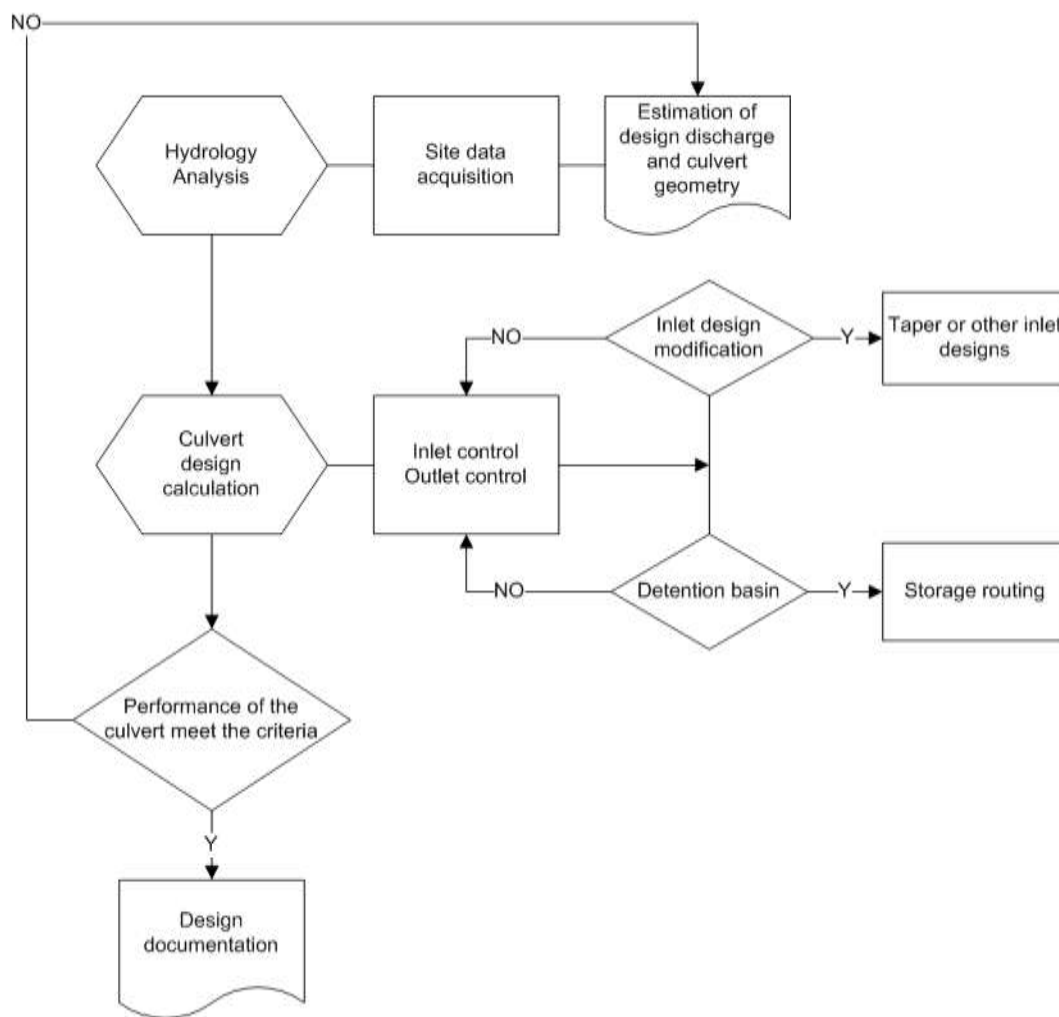 NO
Hydrology
Analysis
Site data
acquisition
Estimation of
design discharge
and culvert
geometry
Inlet design
modification
NO
Y
Taper or other inlet
designs
Culvert
design
calculation
Inlet control
Outlet control
Detention basin
NO
Y
Storage routing
Performance of the
culvert meet the criteria
Y
Design
documentation